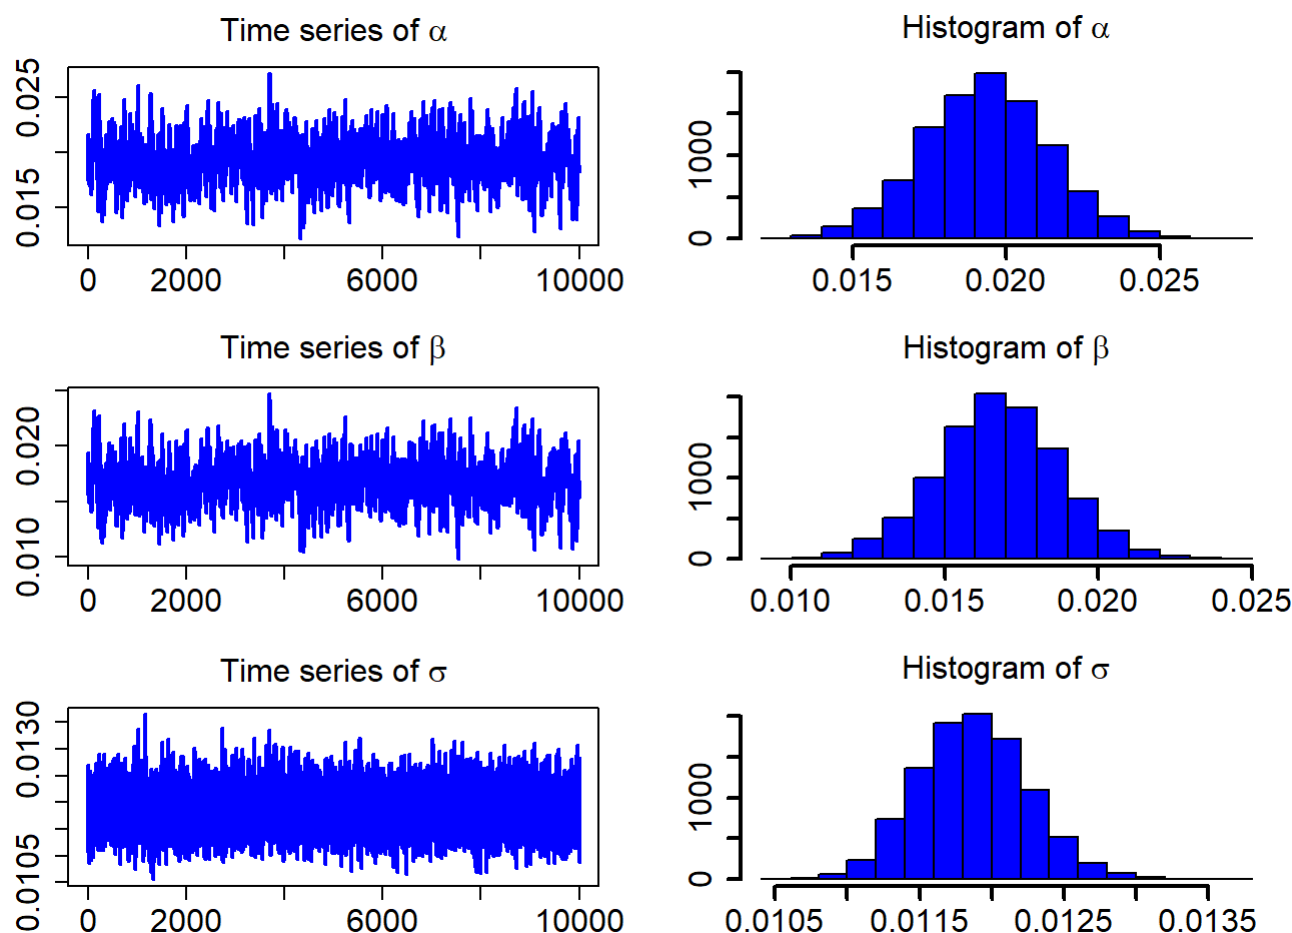 Time series of α
0.015 0.025
0 2000 6000 10000
Histogram of α
0 1000
0.015 0.020 0.025
Time series of β
0.010 0.020
0 2000 6000 10000
Histogram of β
0 1000
0.010 0.015 0.020 0.025
Time series of σ
0.0105 0.0130
0 2000 6000 10000
Histogram of σ
0 1000
0.0105 0.0115 0.0125 0.0135